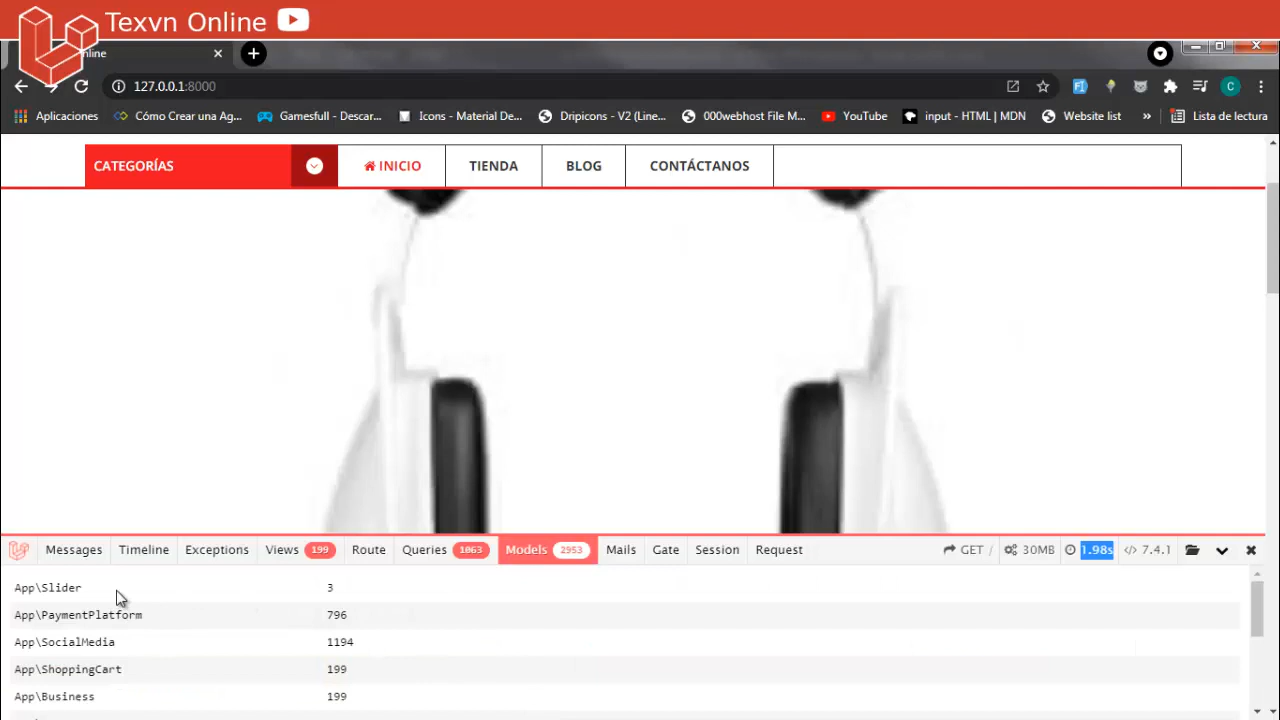 Texvn Online
nline
127.0.0.1:8000
C
Aplicaciones
Cómo Crear una Ag...
Gamesfull - Descar...
Icons - Material De...
Dripicons - V2 (Line...
000webhost File M...
YouTube
input - HTML | MDN
Website list
»
Lista de lectura
CATEGORÍAS
INICIO
TIENDA
BLOG
CONTÁCTANOS
Messages
Timeline
Exceptions
Views 199
Route
Queries 1063
Models 2953
Mails
Gate
Session
Request
GET /
30MB
1.98s
7.4.1
App\Slider 3
App\PaymentPlatform 796
App\SocialMedia 1194
App\ShoppingCart 199
App\Business 199